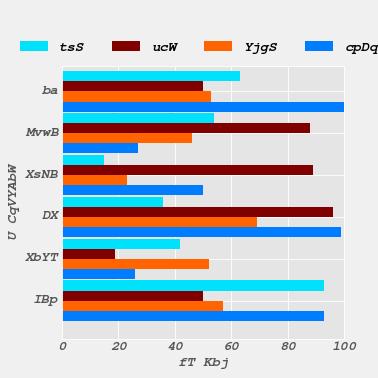 tsS ucW YjgS cpDq
ba
MvwB
XsNB
DX
XbYT
IBp
U CqVYAbW
0 20 40 60 80 100
fT Kbj